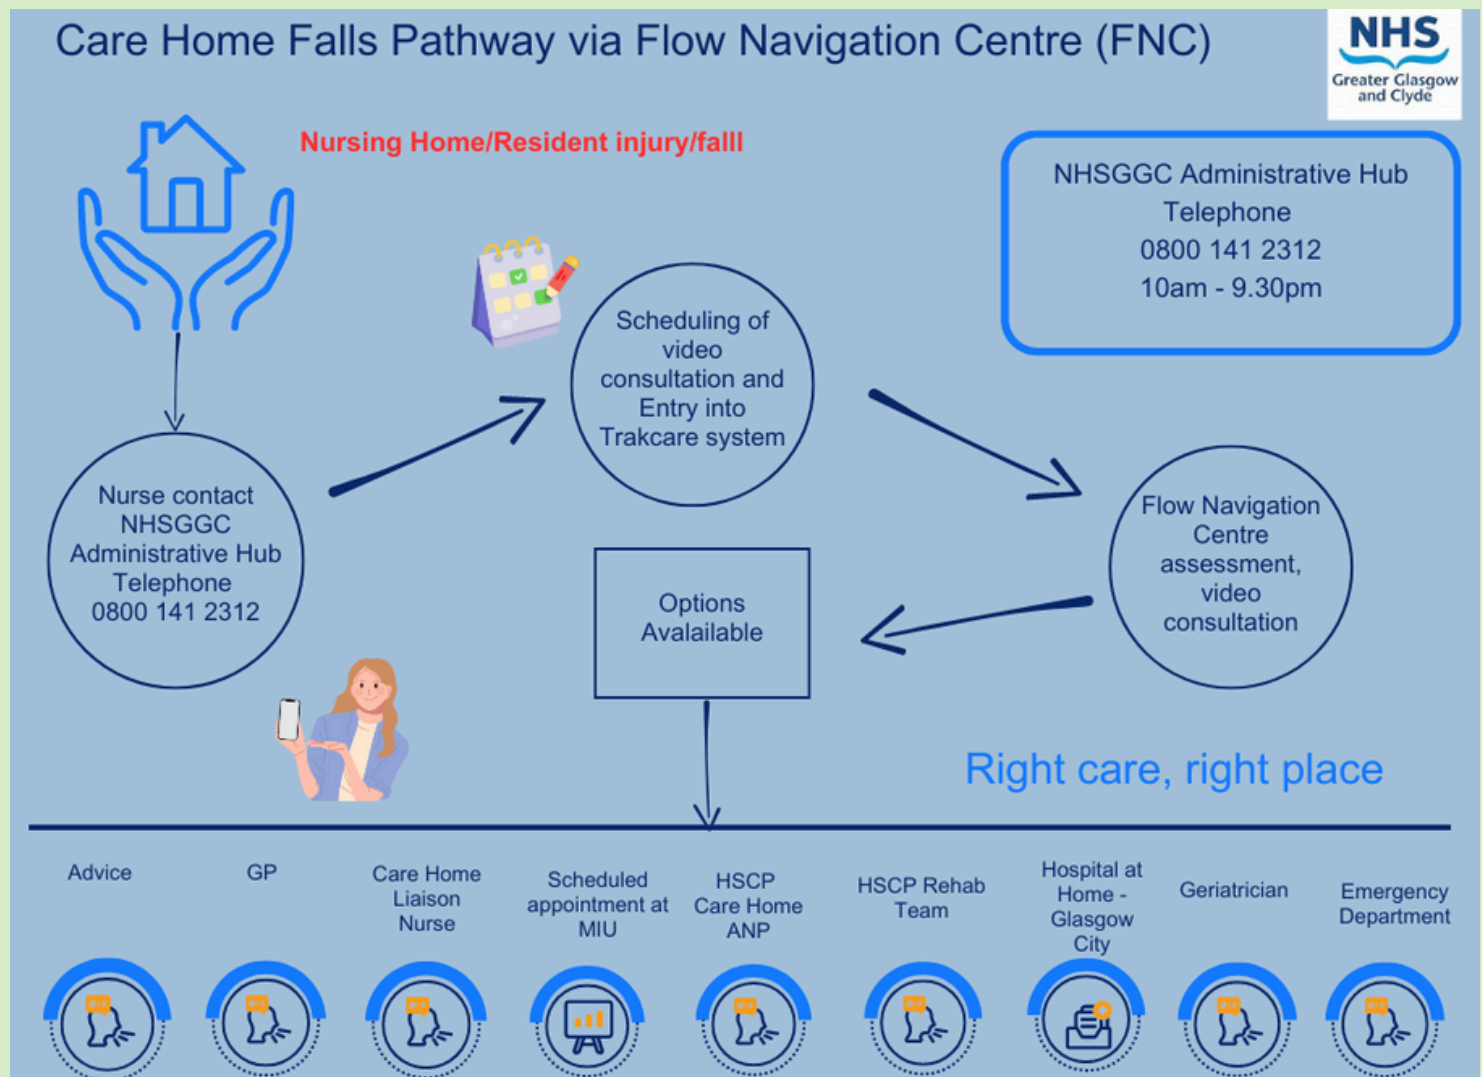 Care Home Falls Pathway via Flow Navigation Centre (FNC)
NHS
Greater Glasgow
and Clyde
Nursing Home/Resident injury/falll
NHSGGC Administrative Hub
Telephone
0800 141 2312
10am - 9.30pm
Scheduling of
video
consultation and
Entry into
Trakcare system
Nurse contact
NHSGGC
Administrative Hub
Telephone
0800 141 2312
Flow Navigation
Centre
assessment,
video
consultation
Options
Avalailable
Right care, right place
Advice
GP
Care Home
Liaison
Nurse
Scheduled
appointment at
MIU
HSCP
Care Home
ANP
HSCP Rehab
Team
Hospital at
Home -
Glasgow
City
Geriatrician
Emergency
Department